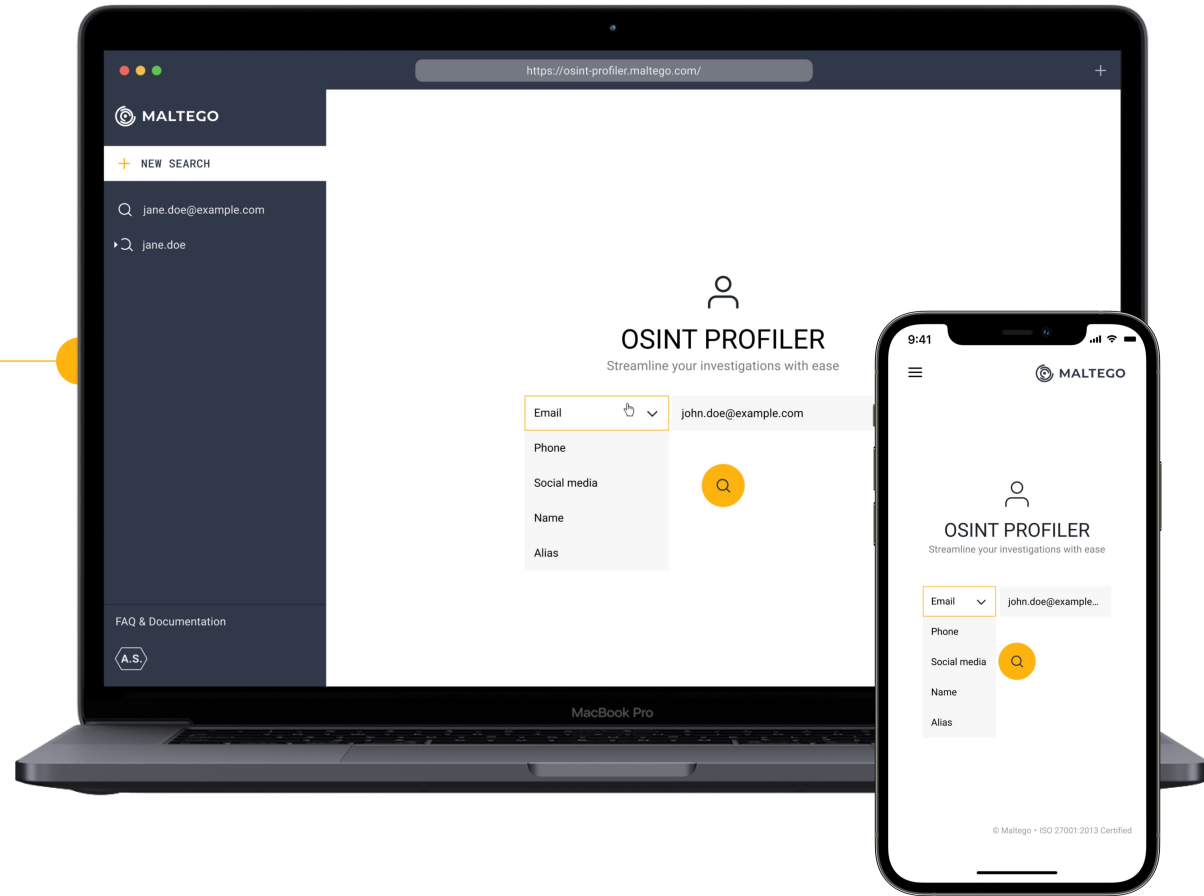 https://osint-profiler.maltego.com/
MALTEGO
NEW SEARCH
jane.doe@example.com
jane.doe
OSINT PROFILER
Streamline your investigations with ease
Email
john.doe@example.com
Phone
Social media
Name
Alias
FAQ & Documentation
A.S.
MacBook Pro
9:41
MALTEGO
OSINT PROFILER
Streamline your investigations with ease
Email
john.doe@example...
Phone
Social media
Name
Alias
© Maltego • ISO 27001:2013 Certified